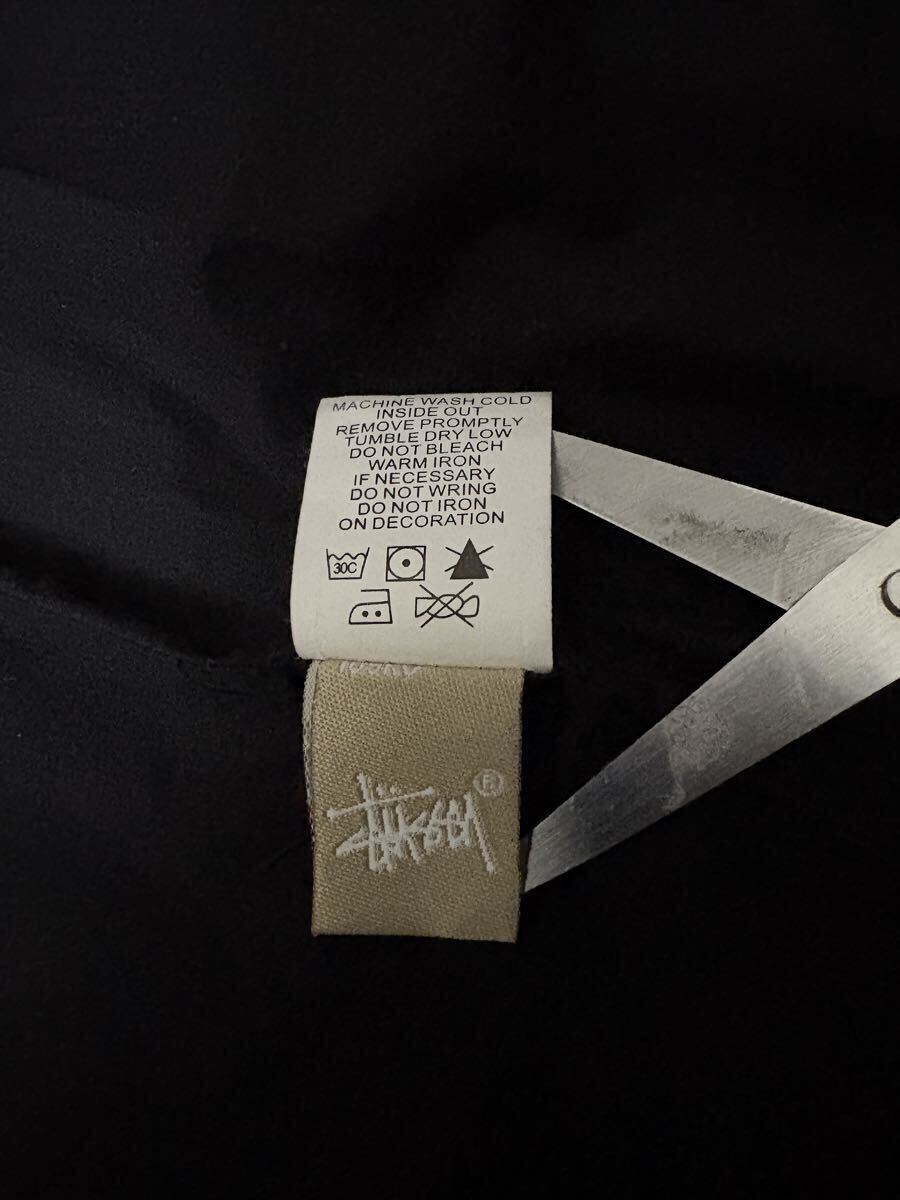 MACHINE WASH COLD
INSIDE OUT
REMOVE PROMPTLY
TUMBLE DRY LOW
DO NOT BLEACH
WARM IRON
IF NECESSARY
DO NOT WRING
DO NOT IRON
ON DECORATION
30C
Stüssy ®